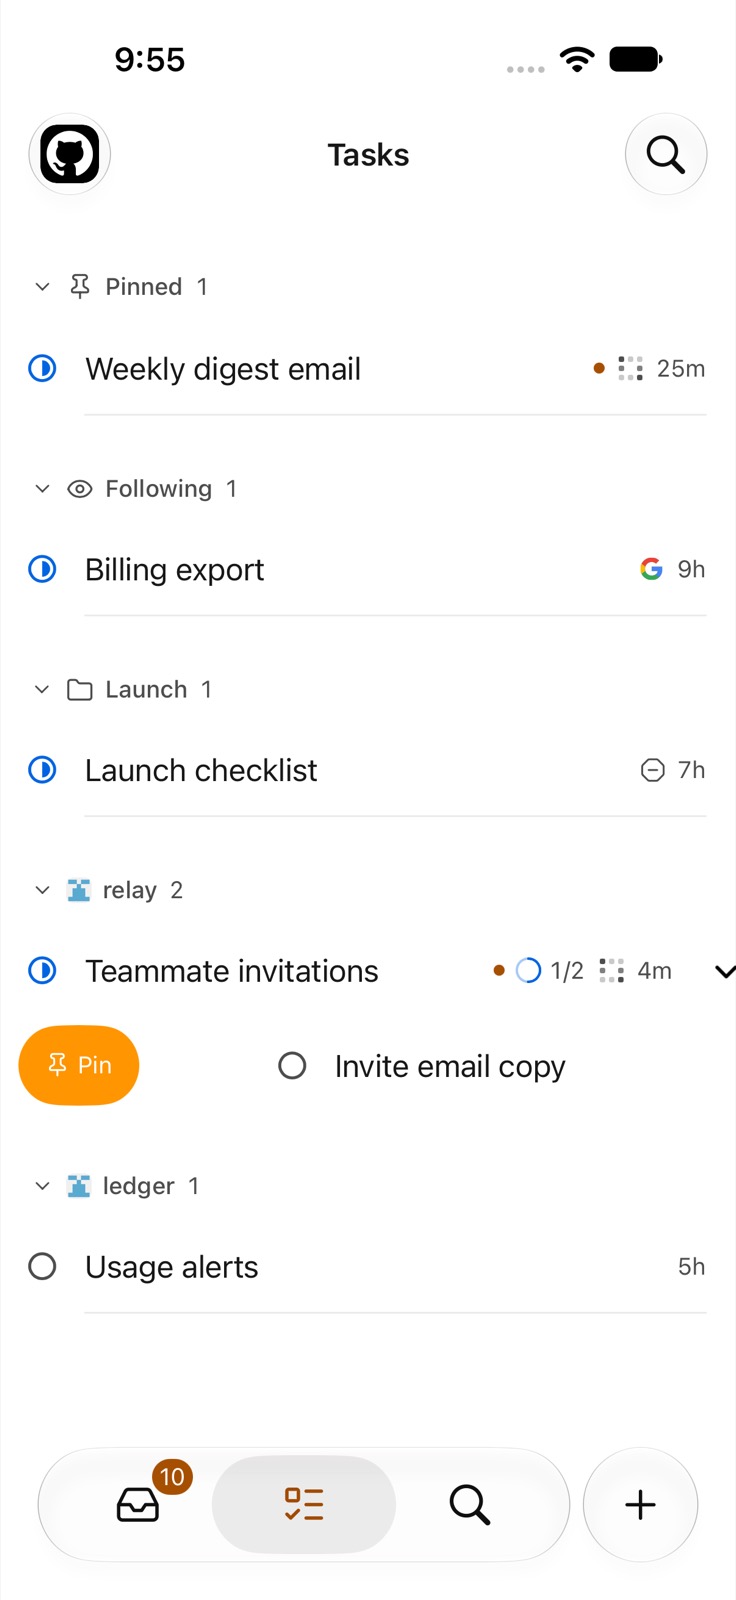 9:55
Tasks
Pinned 1
Weekly digest email 25m
Following 1
Billing export 9h
Launch 1
Launch checklist 7h
relay 2
Teammate invitations 1/2 4m
Pin Invite email copy
ledger 1
Usage alerts 5h
10